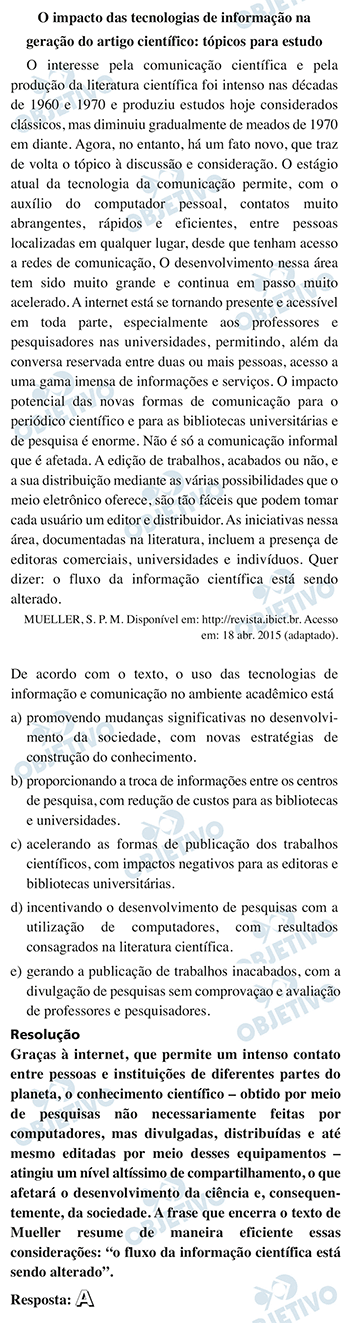 O impacto das tecnologias de informação na
geração do artigo científico: tópicos para estudo
O interesse pela comunicação científica e pela
produção da literatura científica foi intenso nas décadas
de 1960 e 1970 e produziu estudos hoje considerados
clássicos, mas diminuiu gradualmente de meados de 1970
em diante. Agora, no entanto, há um fato novo, que traz
de volta o tópico à discussão e consideração. O estágio
atual da tecnologia da comunicação permite, com o
auxílio do computador pessoal, contatos muito
abrangentes, rápidos e eficientes, entre pessoas
localizadas em qualquer lugar, desde que tenham acesso
a redes de comunicação, O desenvolvimento nessa área
tem sido muito grande e continua em passo muito
acelerado. A internet está se tornando presente e acessível
em toda parte, especialmente aos professores e
pesquisadores nas universidades, permitindo, além da
conversa reservada entre duas ou mais pessoas, acesso a
uma gama imensa de informações e serviços. O impacto
potencial das novas formas de comunicação para o
periódico científico e para as bibliotecas universitárias e
de pesquisa é enorme. Não é só a comunicação informal
que é afetada. A edição de trabalhos, acabados ou não, e
a sua distribuição mediante as várias possibilidades que o
meio eletrônico oferece, são tão fáceis que podem tomar
cada usuário um editor e distribuidor. As iniciativas nessa
área, documentadas na literatura, incluem a presença de
editoras comerciais, universidades e indivíduos. Quer
dizer: o fluxo da informação científica está sendo
alterado.
MUELLER, S. P. M. Disponível em: http://revista.ibict.br. Acesso
em: 18 abr. 2015 (adaptado).
De acordo com o texto, o uso das tecnologias de
informação e comunicação no ambiente acadêmico está
a) promovendo mudanças significativas no desenvolvi-
mento da sociedade, com novas estratégias de
construção do conhecimento.
b) proporcionando a troca de informações entre os centros
de pesquisa, com redução de custos para as bibliotecas
e universidades.
c) acelerando as formas de publicação dos trabalhos
científicos, com impactos negativos para as editoras e
bibliotecas universitárias.
d) incentivando o desenvolvimento de pesquisas com a
utilização de computadores, com resultados
consagrados na literatura científica.
e) gerando a publicação de trabalhos inacabados, com a
divulgação de pesquisas sem comprovaçao e avaliação
de professores e pesquisadores.
Resolução
Graças à internet, que permite um intenso contato
entre pessoas e instituições de diferentes partes do
planeta, o conhecimento científico – obtido por meio
de pesquisas não necessariamente feitas por
computadores, mas divulgadas, distribuídas e até
mesmo editadas por meio desses equipamentos –
atingiu um nível altíssimo de compartilhamento, o que
afetará o desenvolvimento da ciência e, consequen-
temente, da sociedade. A frase que encerra o texto de
Mueller resume de maneira eficiente essas
considerações: “o fluxo da informação científica está
sendo alterado”.
Resposta: A